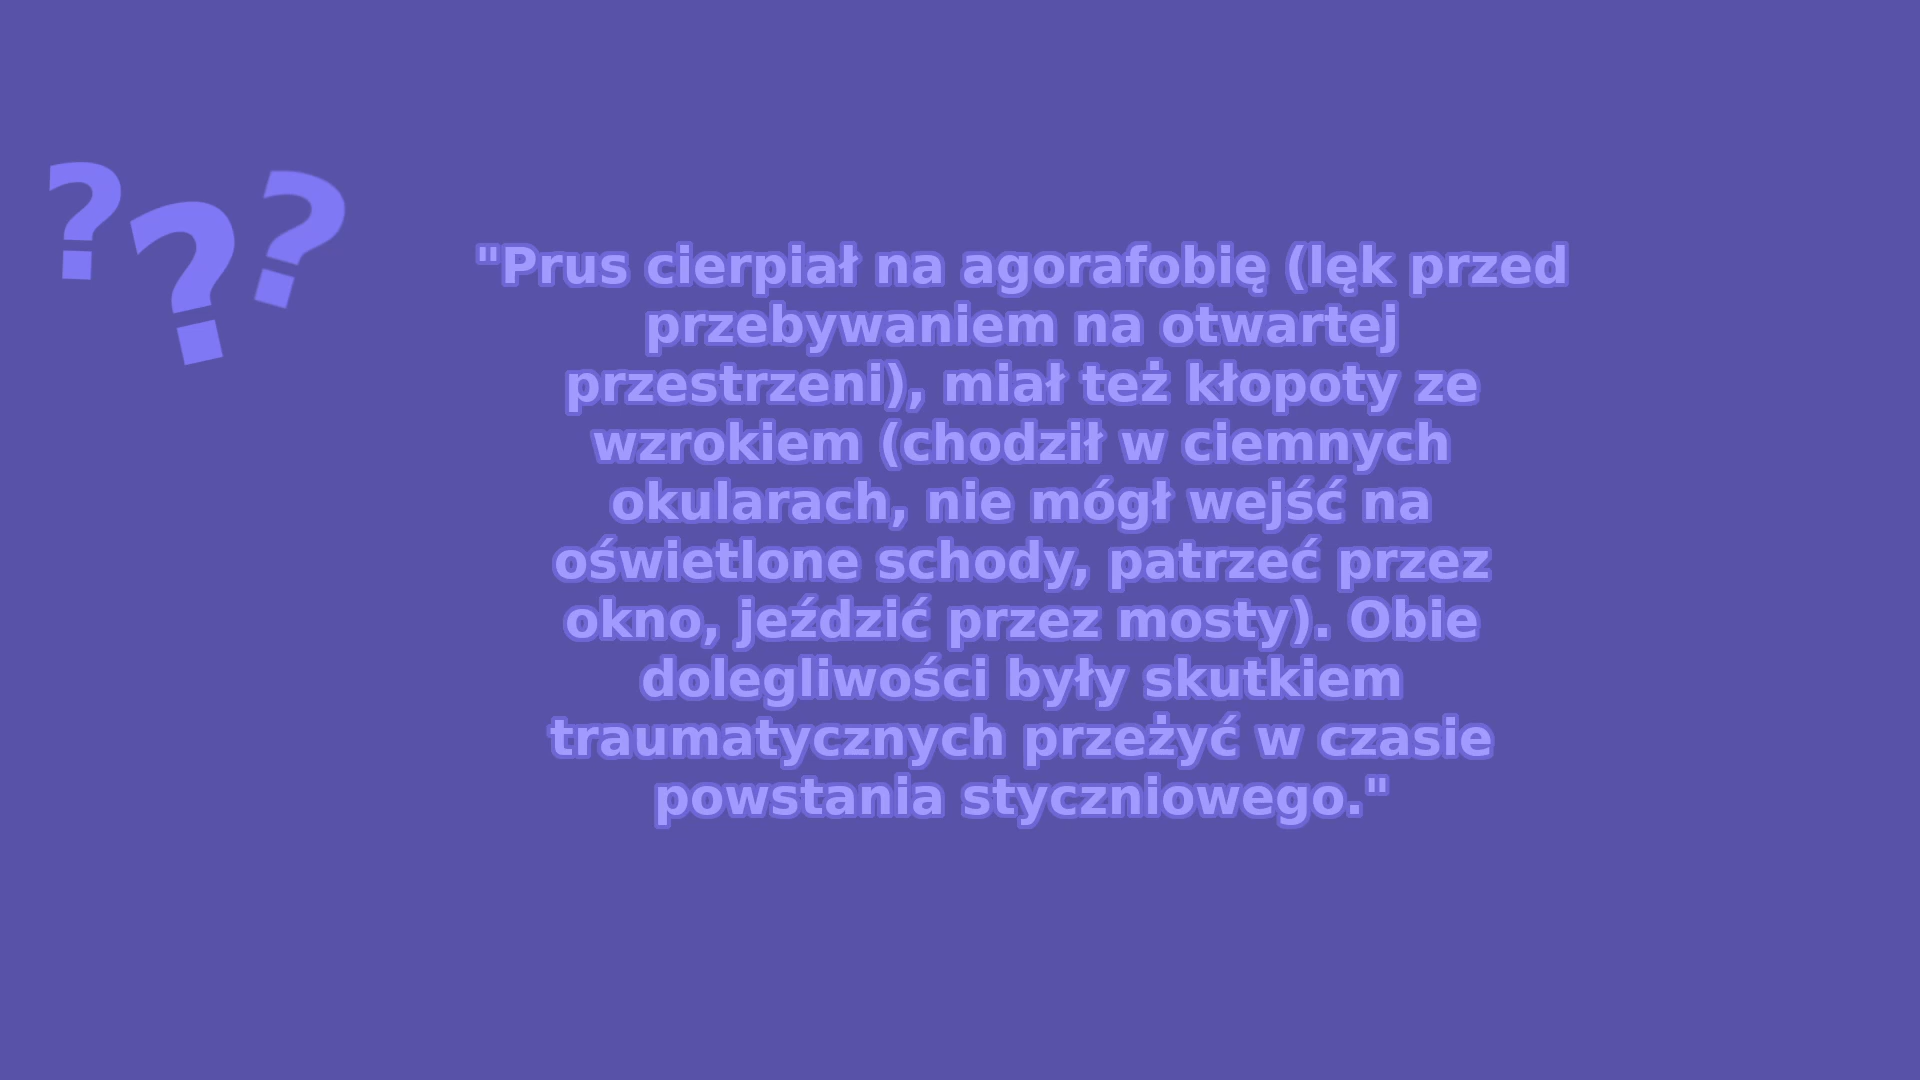 ? ? ?
"Prus cierpiał na agorafobię (lęk przed
przebywaniem na otwartej
przestrzeni), miał też kłopoty ze
wzrokiem (chodził w ciemnych
okularach, nie mógł wejść na
oświetlone schody, patrzeć przez
okno, jeździć przez mosty). Obie
dolegliwości były skutkiem
traumatycznych przeżyć w czasie
powstania styczniowego."